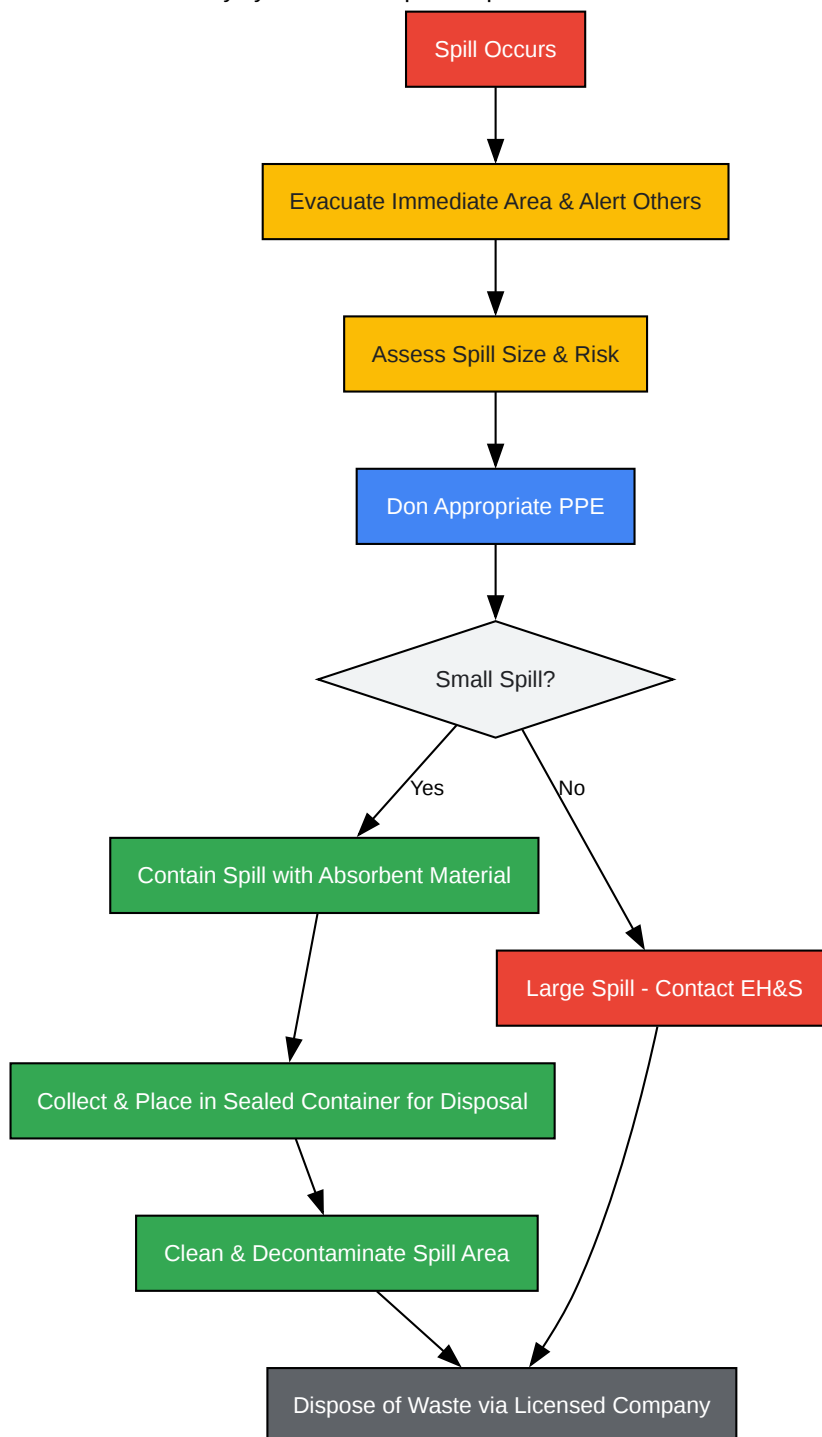 Spill Occurs
Evacuate Immediate Area & Alert Others
Assess Spill Size & Risk
Don Appropriate PPE
Small Spill?
Yes
No
Contain Spill with Absorbent Material
Large Spill - Contact EH&S
Collect & Place in Sealed Container for Disposal
Clean & Decontaminate Spill Area
Dispose of Waste via Licensed Company